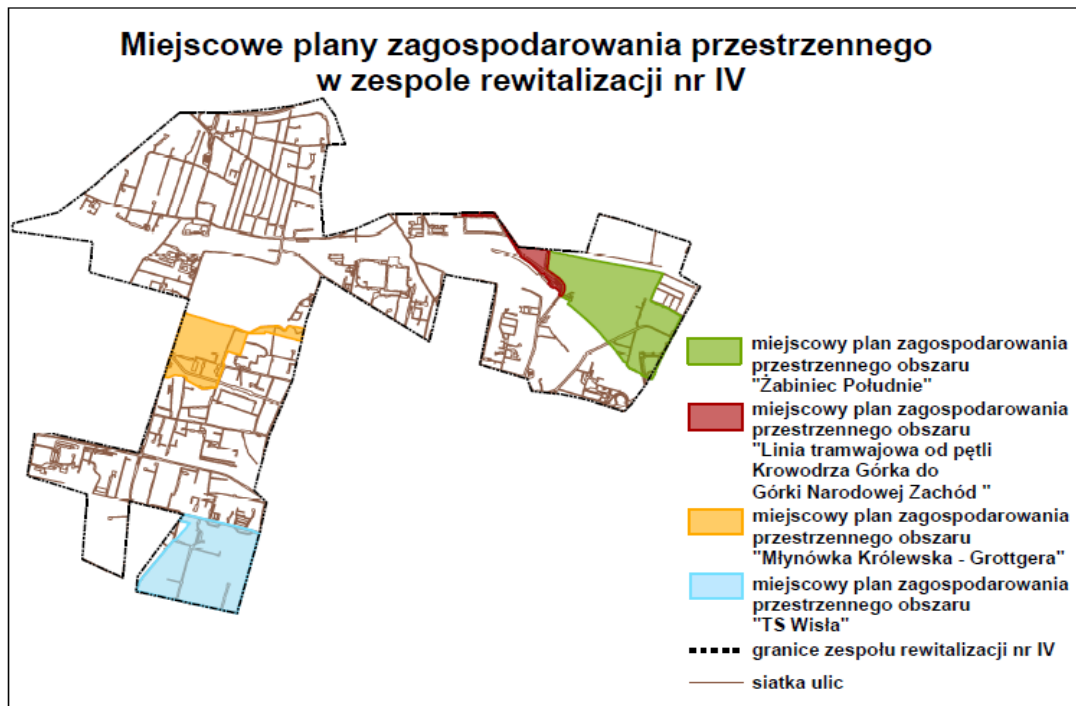 Miejscowe plany zagospodarowania przestrzennego
w zespole rewitalizacji nr IV
miejscowy plan zagospodarowania
przestrzennego obszaru
"Żabiniec Południe"
miejscowy plan zagospodarowania
przestrzennego obszaru
"Linia tramwajowa od pętli
Krowodrza Górka do
Górki Narodowej Zachód "
miejscowy plan zagospodarowania
przestrzennego obszaru
"Młynówka Królewska - Grottgera"
miejscowy plan zagospodarowania
przestrzennego obszaru
"TS Wisła"
granice zespołu rewitalizacji nr IV
siatka ulic